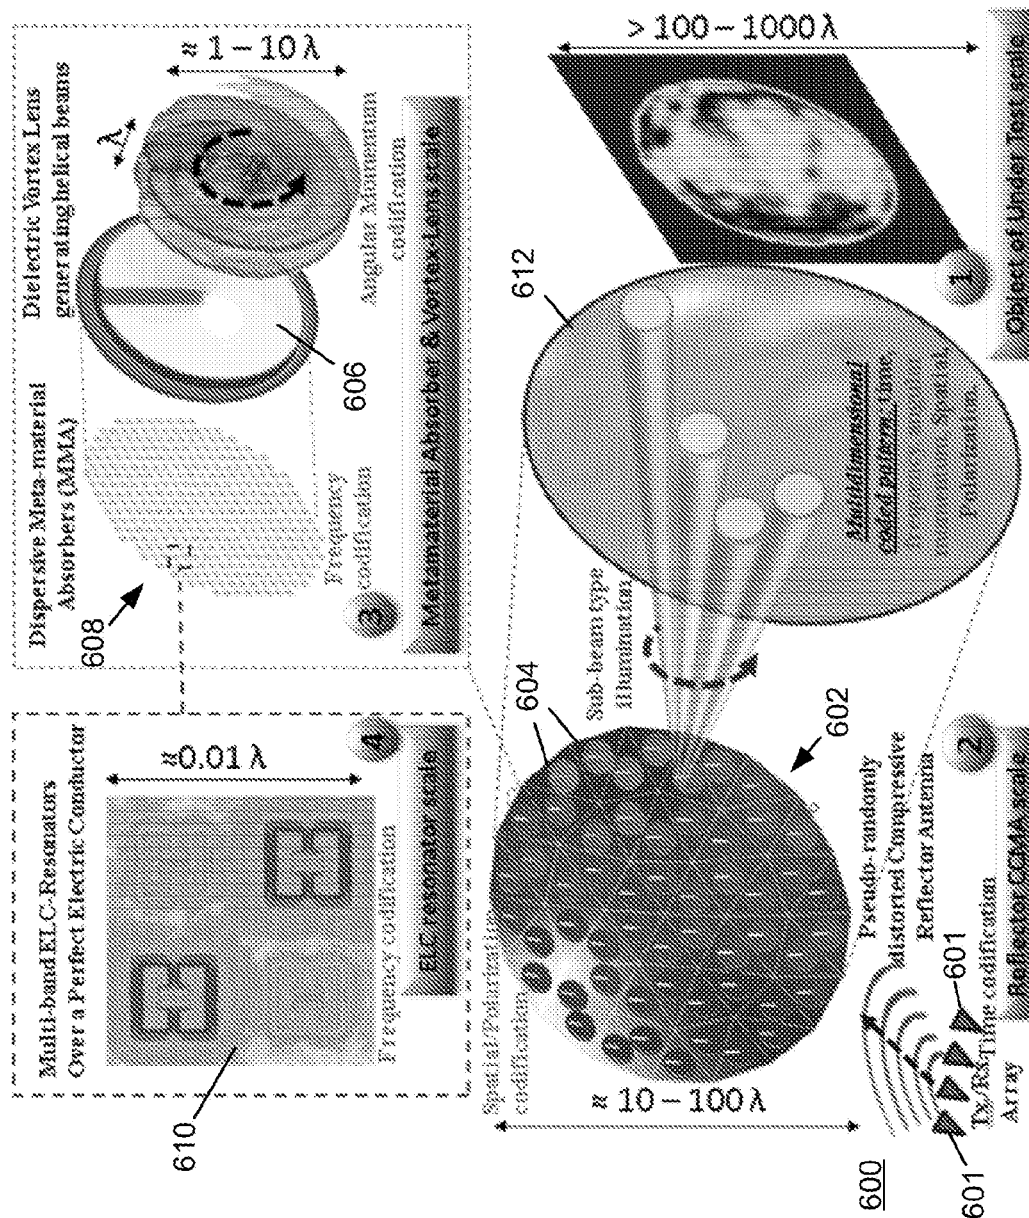 Multi-band ELC-Resonators
Over a Perfect Electric Conductor
≈0.01 λ
610
Frequency codification
4
ELC resonator scale
Dispersive Meta-material
Absorbers (MMA)
608
Frequency
codification
3
Dielectric Vortex Lens
generating helical beams
λ
≈ 1 – 10 λ
606
Angular Momentum
codification
Metamaterial Absorber & Vortex-Lens scale
Spatial/Polarization
codification
≈ 10 – 100 λ
604
Sub-beam type
illumination
602
Pseudo-randomly
distorted Compressive
Reflector Antenna
2
600
601
601
Tx/Rx
Array
Time codification
Reflector CCMA scale
612
Multidimensional
coded pattern: time
Spatial,
Polarization.
> 100 – 1000 λ
1
Object of Under Test scale